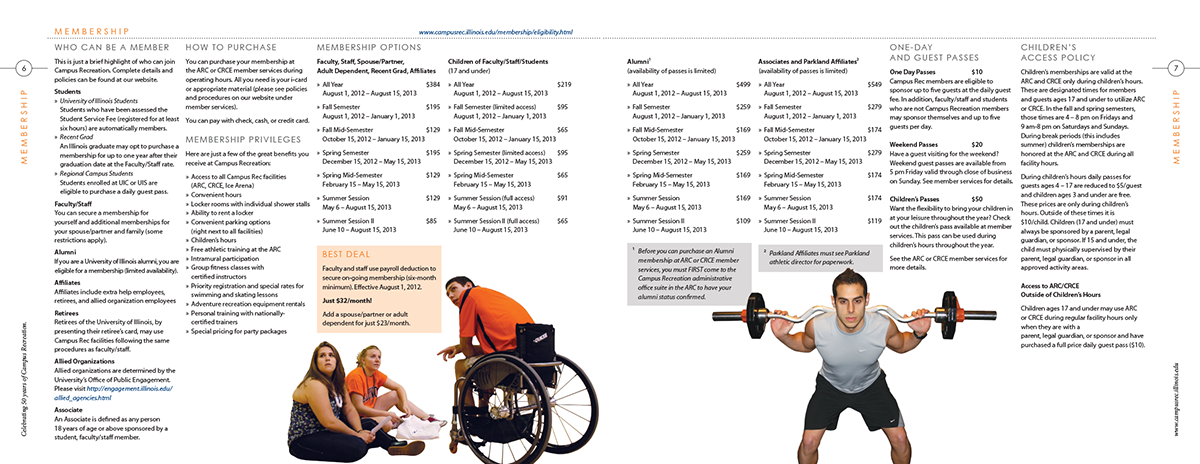 MEMBERSHIP
www.campusrec.illinois.edu/membership/eligibility.html
6
MEMBERSHIP
Celebrating 50 years of Campus Recreation.
WHO CAN BE A MEMBER
This is just a brief highlight of who can join
Campus Recreation. Complete details and
policies can be found at our website.
Students
» University of Illinois Students
Students who have been assessed the
Student Service Fee (registered for at least
six hours) are automatically members.
» Recent Grad
An Illinois graduate may opt to purchase a
membership for up to one year after their
graduation date at the Faculty/Staff rate.
» Regional Campus Students
Students enrolled at UIC or UIS are
eligible to purchase a daily guest pass.
Faculty/Staff
You can secure a membership for
yourself and additional memberships for
your spouse/partner and family (some
restrictions apply).
Alumni
If you are a University of Illinois alumni, you are
eligible for a membership (limited availability).
Affiliates
Affiliates include extra help employees,
retirees, and allied organization employees
Retirees
Retirees of the University of Illinois, by
presenting their retiree's card, may use
Campus Rec facilities following the same
procedures as faculty/staff.
Allied Organizations
Allied organizations are determined by the
University's Office of Public Engagement.
Please visit http://engagement.illinois.edu/
allied_agencies.html
Associate
An Associate is defined as any person
18 years of age or above sponsored by a
student, faculty/staff member.
HOW TO PURCHASE
You can purchase your membership at
the ARC or CRCE member services during
operating hours. All you need is your i-card
or appropriate material (please see policies
and procedures on our website under
member services).
You can pay with check, cash, or credit card.
MEMBERSHIP PRIVILEGES
Here are just a few of the great benefits you
receive at Campus Recreation:
» Access to all Campus Rec facilities
(ARC, CRCE, Ice Arena)
» Convenient hours
» Locker rooms with individual shower stalls
» Ability to rent a locker
» Convenient parking options
(right next to all facilities)
» Children's hours
» Free athletic training at the ARC
» Intramural participation
» Group fitness classes with
certified instructors
» Priority registration and special rates for
swimming and skating lessons
» Adventure recreation equipment rentals
» Personal training with nationally-
certified trainers
» Special pricing for party packages
MEMBERSHIP OPTIONS
Faculty, Staff, Spouse/Partner,
Adult Dependent, Recent Grad, Affiliates
» All Year $384
August 1, 2012 – August 15, 2013
» Fall Semester $195
August 1, 2012 – January 1, 2013
» Fall Mid-Semester $129
October 15, 2012 – January 15, 2013
» Spring Semester $195
December 15, 2012 – May 15, 2013
» Spring Mid-Semester $129
February 15 – May 15, 2013
» Summer Session $129
May 6 – August 15, 2013
» Summer Session II $85
June 10 – August 15, 2013
BEST DEAL
Faculty and staff use payroll deduction to
secure on-going membership (six-month
minimum). Effective August 1, 2012.
Just $32/month!
Add a spouse/partner or adult
dependent for just $23/month.
Children of Faculty/Staff/Students
(17 and under)
» All Year $219
August 1, 2012 – August 15, 2013
» Fall Semester (limited access) $95
August 1, 2012 – January 1, 2013
» Fall Mid-Semester $65
October 15, 2012 – January 15, 2013
» Spring Semester (limited access) $95
December 15, 2012 – May 15, 2013
» Spring Mid-Semester $65
February 15 – May 15, 2013
» Summer Session (full access) $91
May 6 – August 15, 2013
» Summer Session II (full access) $65
June 10 – August 15, 2013
Alumni1
(availability of passes is limited)
» All Year $499
August 1, 2012 – August 15, 2013
» Fall Semester $259
August 1, 2012 – January 1, 2013
» Fall Mid-Semester $169
October 15, 2012 – January 15, 2013
» Spring Semester $259
December 15, 2012 – May 15, 2013
» Spring Mid-Semester $169
February 15 – May 15, 2013
» Summer Session $169
May 6 – August 15, 2013
» Summer Session II $109
June 10 – August 15, 2013
1 Before you can purchase an Alumni
membership at ARC or CRCE member
services, you must FIRST come to the
Campus Recreation administrative
office suite in the ARC to have your
alumni status confirmed.
Associates and Parkland Affiliates2
(availability of passes is limited)
» All Year $549
August 1, 2012 – August 15, 2013
» Fall Semester $279
August 1, 2012 – January 1, 2013
» Fall Mid-Semester $174
October 15, 2012 – January 15, 2013
» Spring Semester $279
December 15, 2012 – May 15, 2013
» Spring Mid-Semester $174
February 15 – May 15, 2013
» Summer Session $174
May 6 – August 15, 2013
» Summer Session II $119
June 10 – August 15, 2013
2 Parkland Affiliates must see Parkland
athletic director for paperwork.
ONE-DAY
AND GUEST PASSES
One Day Passes $10
Campus Rec members are eligible to
sponsor up to five guests at the daily guest
fee. In addition, faculty/staff and students
who are not Campus Recreation members
may sponsor themselves and up to five
guests per day.
Weekend Passes $20
Have a guest visiting for the weekend?
Weekend guest passes are available from
5 pm Friday valid through close of business
on Sunday. See member services for details.
Children's Passes $50
Want the flexibility to bring your children in
at your leisure throughout the year? Check
out the children's pass available at member
services. This pass can be used during
children's hours throughout the year.
See the ARC or CRCE member services for
more details.
CHILDREN'S
ACCESS POLICY
Children's memberships are valid at the
ARC and CRCE only during children's hours.
These are designated times for members
and guests ages 17 and under to utilize ARC
or CRCE. In the fall and spring semesters,
those times are 4 – 8 pm on Fridays and
9 am-8 pm on Saturdays and Sundays.
During break periods (this includes
summer) children's memberships are
honored at the ARC and CRCE during all
facility hours.
During children's hours daily passes for
guests ages 4 – 17 are reduced to $5/guest
and children ages 3 and under are free.
These prices are only during children's
hours. Outside of these times it is
$10/child. Children (17 and under) must
always be sponsored by a parent, legal
guardian, or sponsor. If 15 and under, the
child must physically supervised by their
parent, legal guardian, or sponsor in all
approved activity areas.
Access to ARC/CRCE
Outside of Children's Hours
Children ages 17 and under may use ARC
or CRCE during regular facility hours only
when they are with a
parent, legal guardian, or sponsor and have
purchased a full price daily guest pass ($10).
7
MEMBERSHIP
www.campusrec.illinois.edu